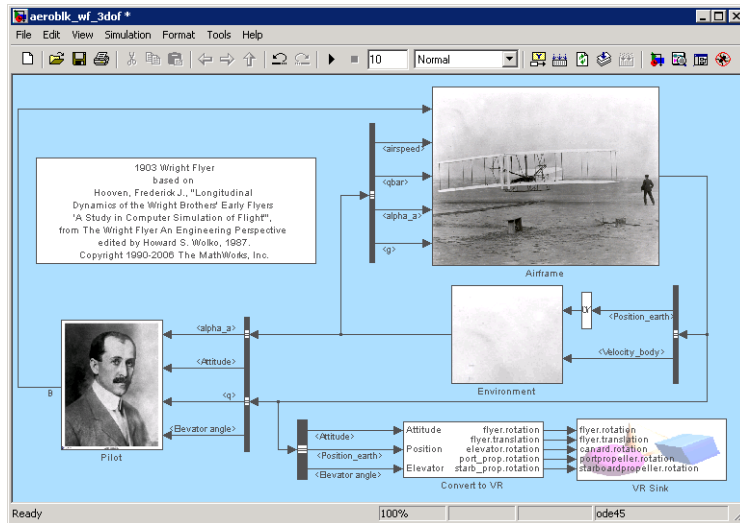 aeroblk_wf_3dof *
File Edit View Simulation Format Tools Help
10 Normal
<airspeed>
<qbar>
<alpha_a>
<g>
Airframe
1903 Wright Flyer
based on
Hooven, Frederick J., "Longitudinal
Dynamics of the Wright Brothers' Early Flyers
'A Study in Computer Simulation of Flight'",
from The Wright Flyer An Engineering Perspective
edited by Howard S. Wolko, 1987.
Copyright 1990-2006 The MathWorks, Inc.
<Position_earth>
<Velocity_body>
Environment
<alpha_a>
<Attitude>
<q>
<Elevator angle>
B
Pilot
<Attitude>
<Position_earth>
<Elevator angle>
Attitude
Position
Elevator
flyer.rotation
flyer.translation
elevator.rotation
port_prop.rotation
starb_prop.rotation
Convert to VR
flyer.rotation
flyer.translation
canard.rotation
portpropeller.rotation
starboardpropeller.rotation
VR Sink
Ready 100% ode45